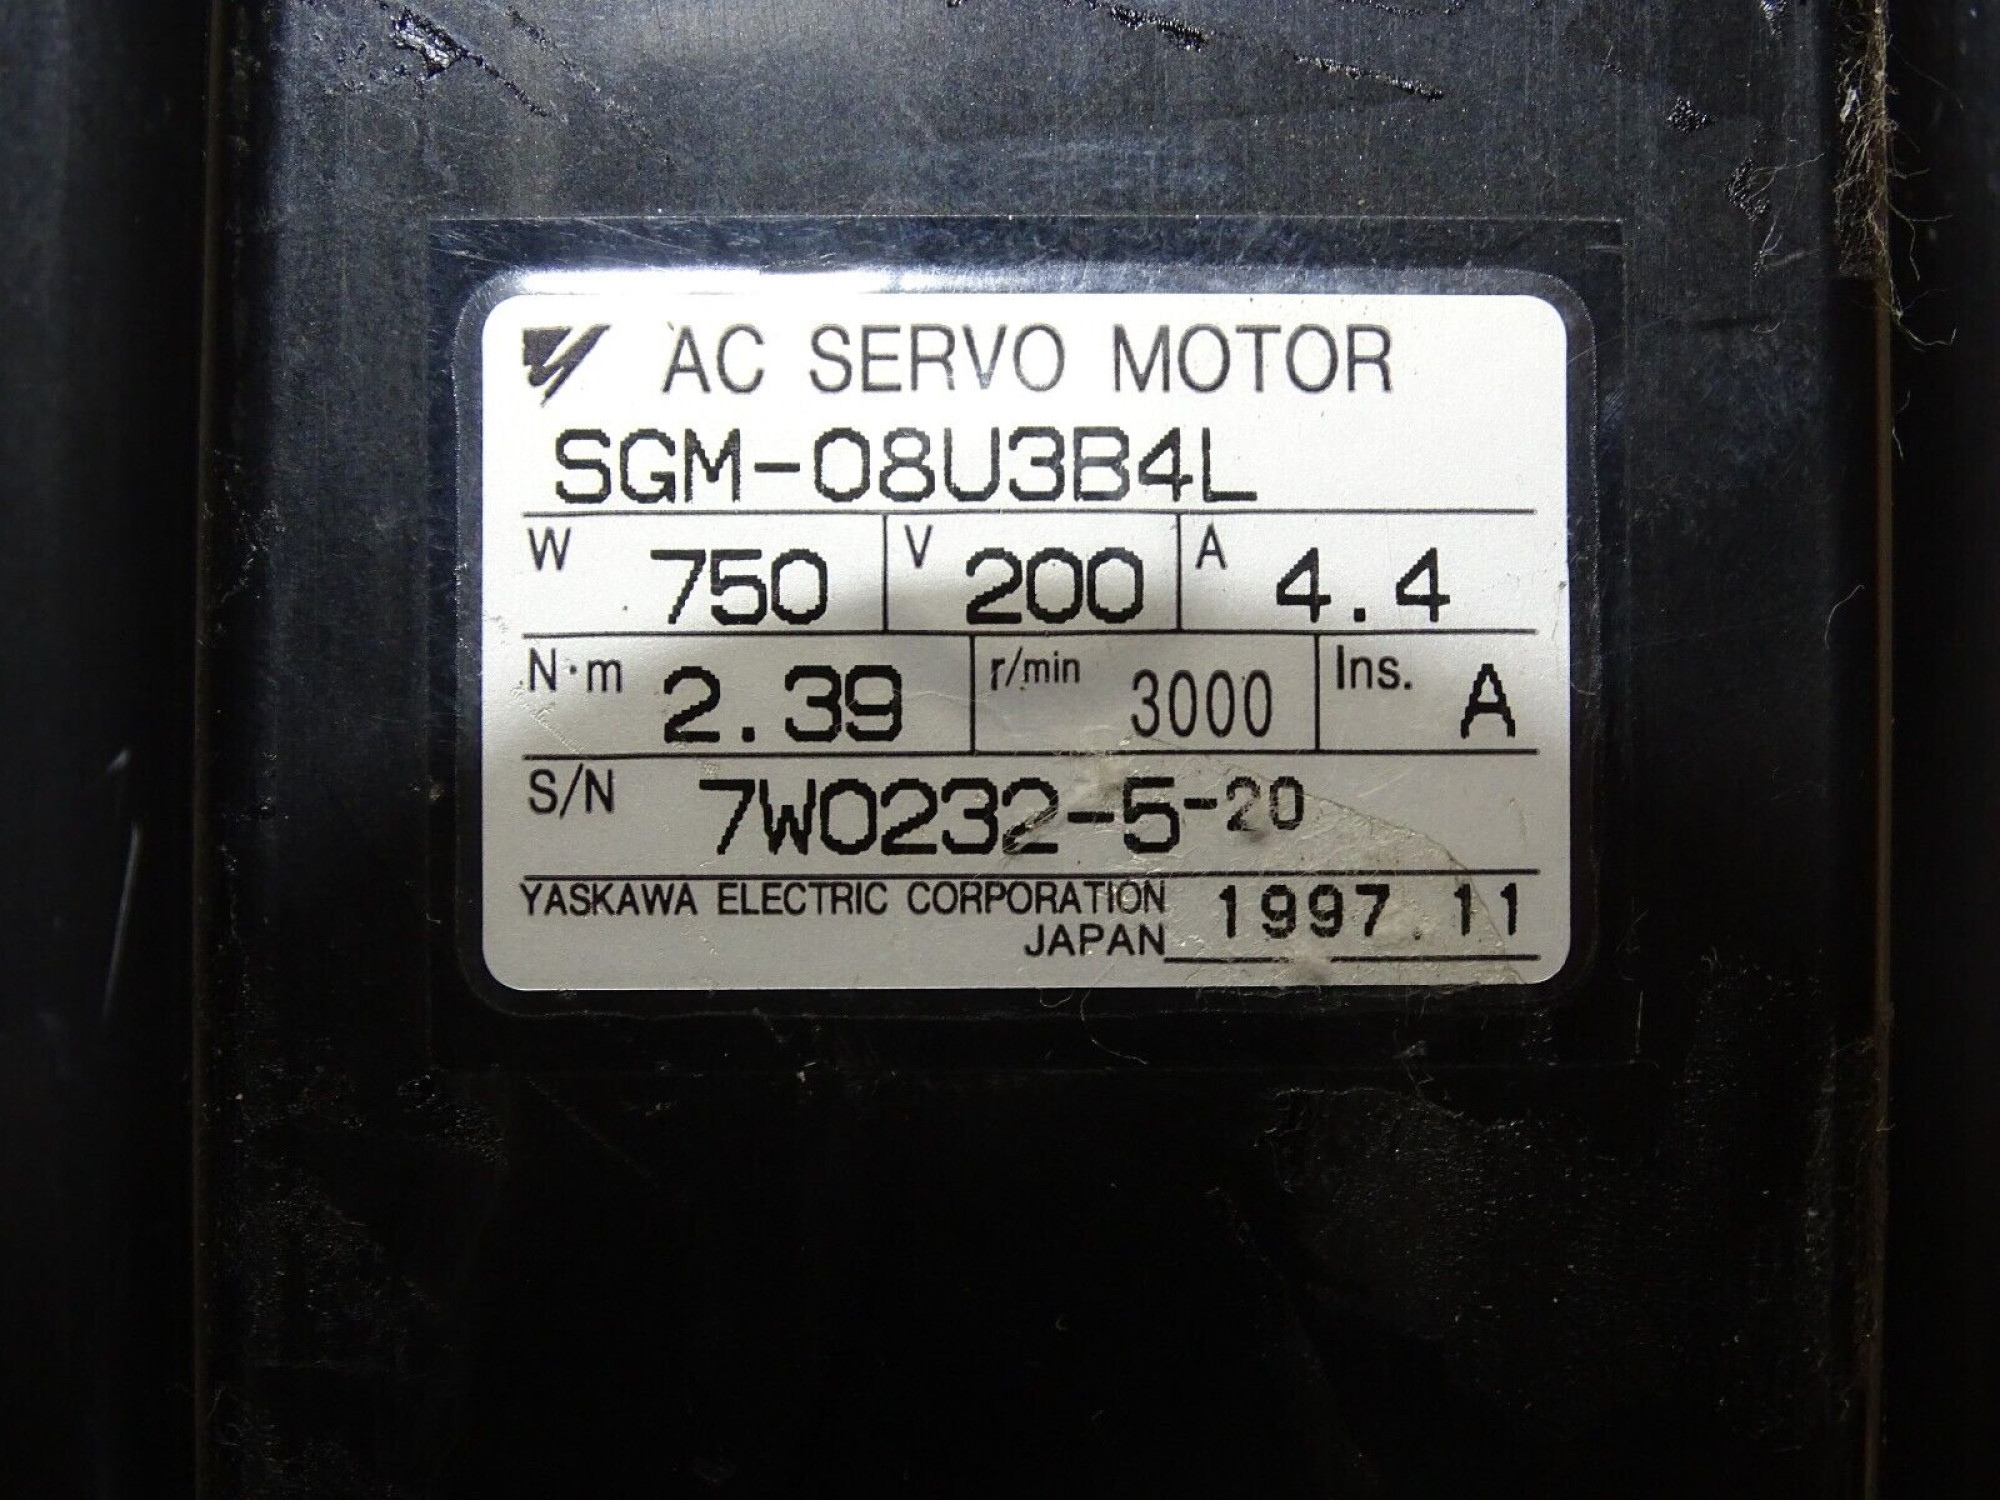 AC SERVO MOTOR
SGM-08U3B4L
W 750 V 200 A 4.4
N·m 2.39 r/min 3000 Ins. A
S/N 7W0232-5-20
YASKAWA ELECTRIC CORPORATION 1997.11
JAPAN